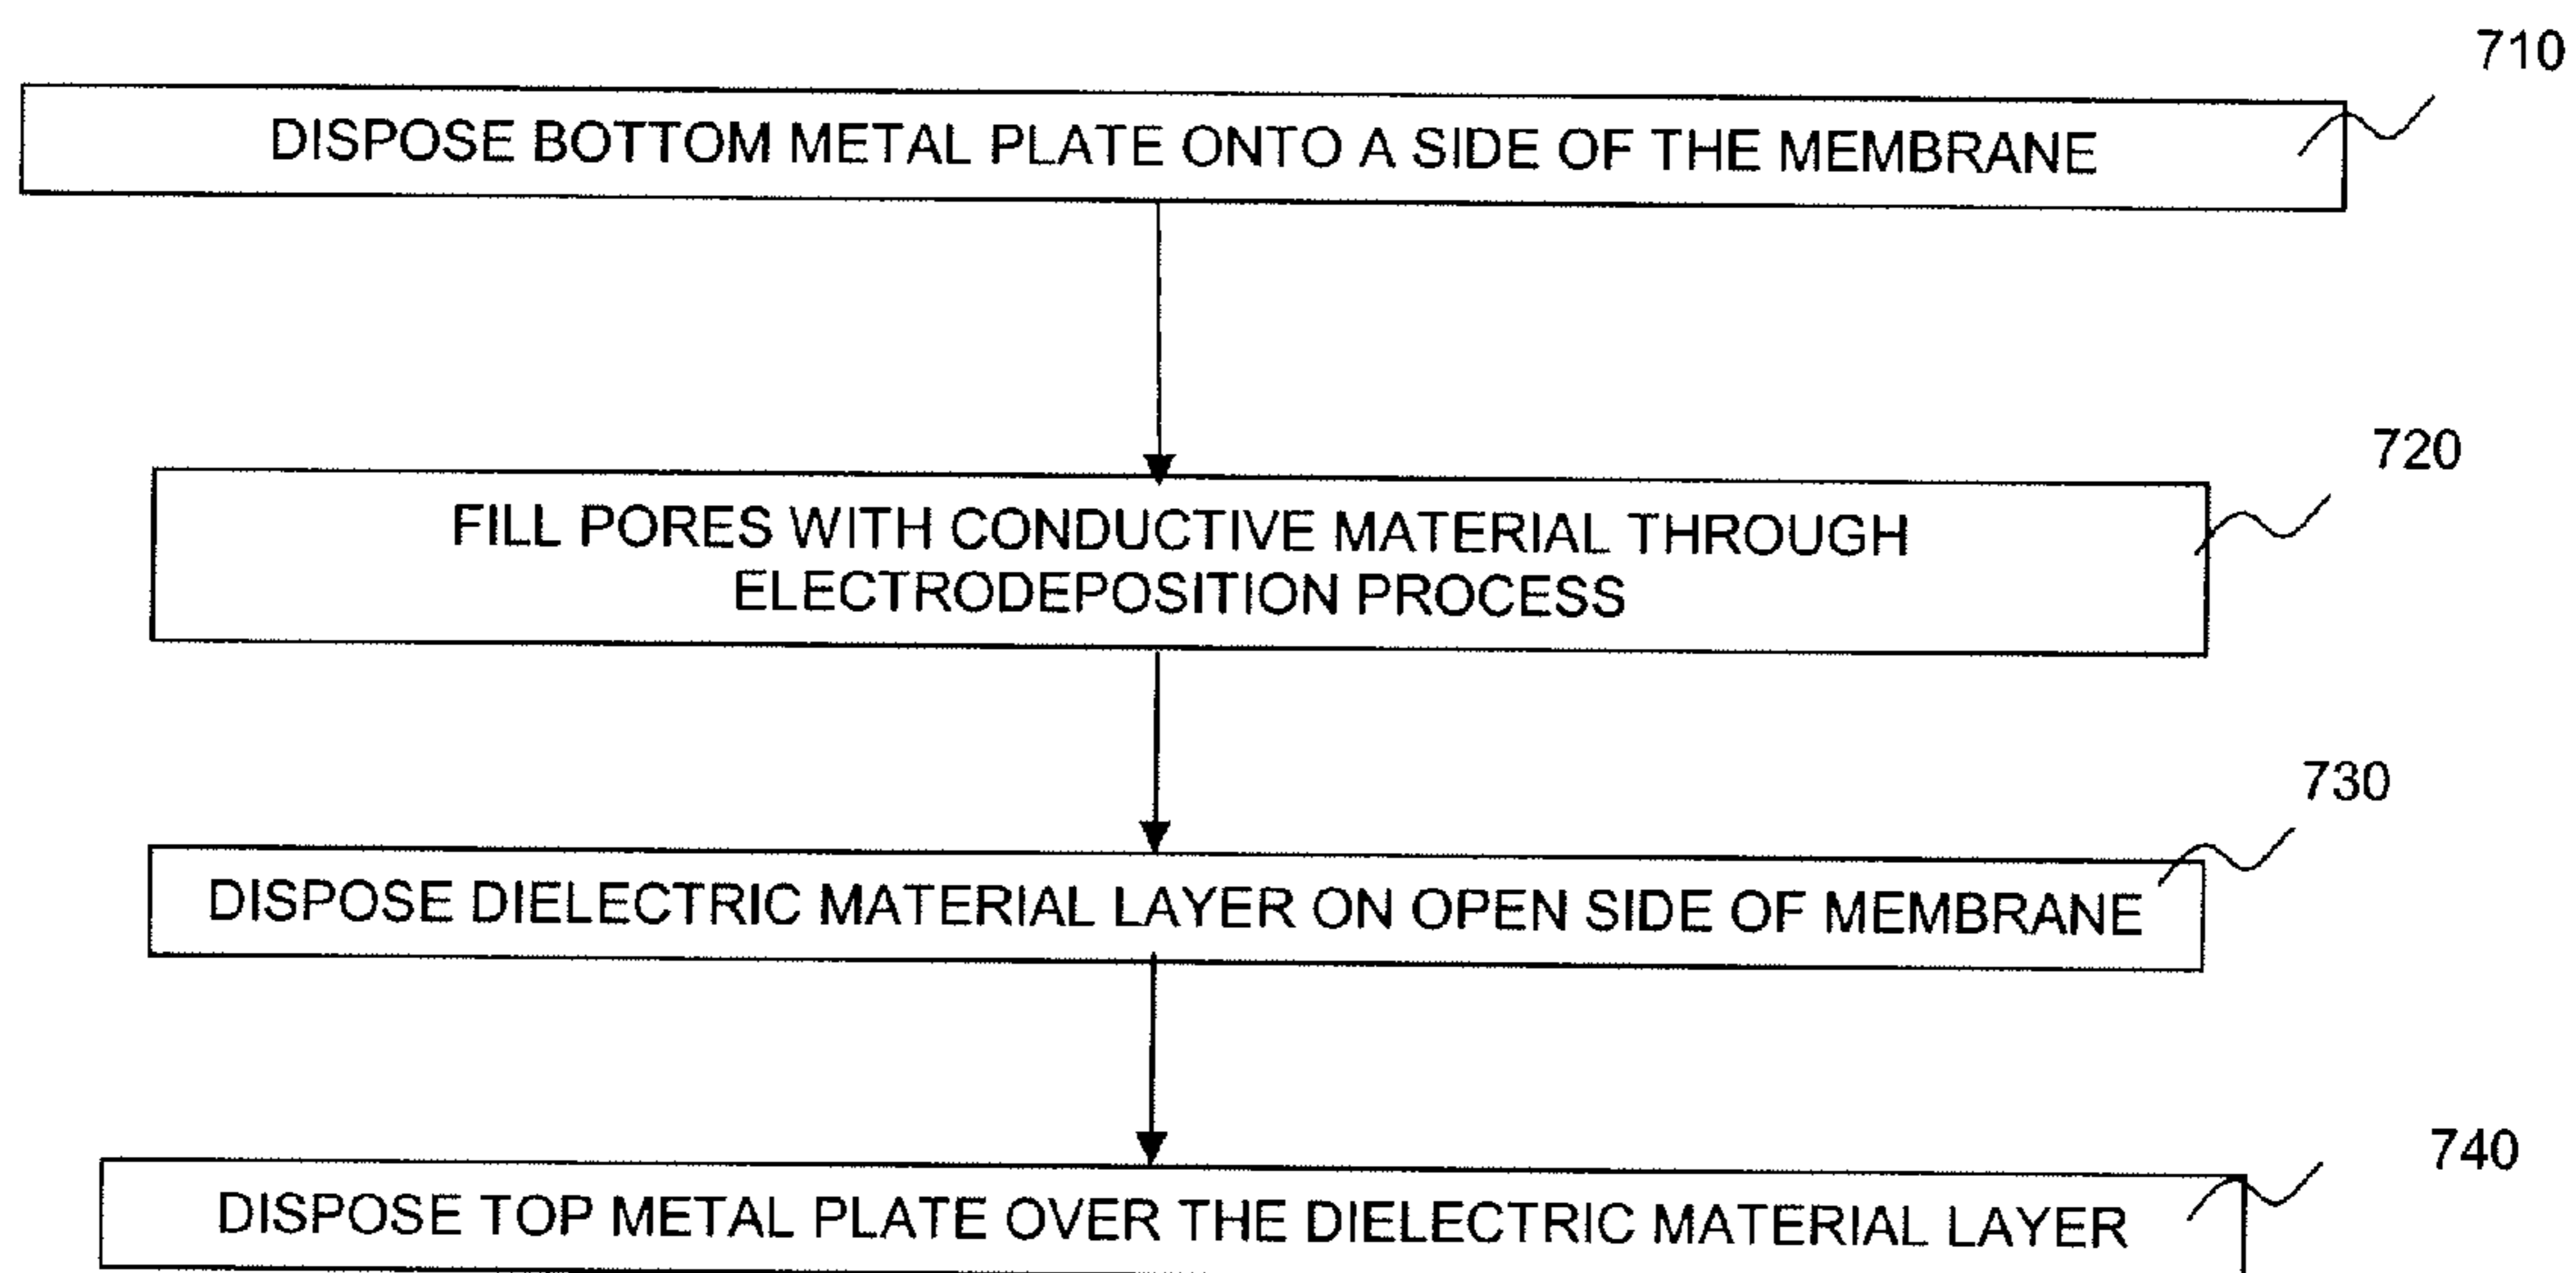 710
DISPOSE BOTTOM METAL PLATE ONTO A SIDE OF THE MEMBRANE
720
FILL PORES WITH CONDUCTIVE MATERIAL THROUGH
ELECTRODEPOSITION PROCESS
730
DISPOSE DIELECTRIC MATERIAL LAYER ON OPEN SIDE OF MEMBRANE
740
DISPOSE TOP METAL PLATE OVER THE DIELECTRIC MATERIAL LAYER